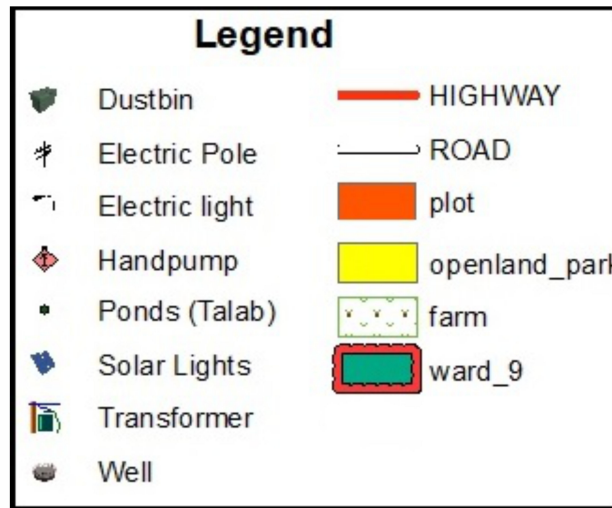 Legend
Dustbin
Electric Pole
Electric light
Handpump
Ponds (Talab)
Solar Lights
Transformer
Well
HIGHWAY
ROAD
plot
openland_park
farm
ward_9